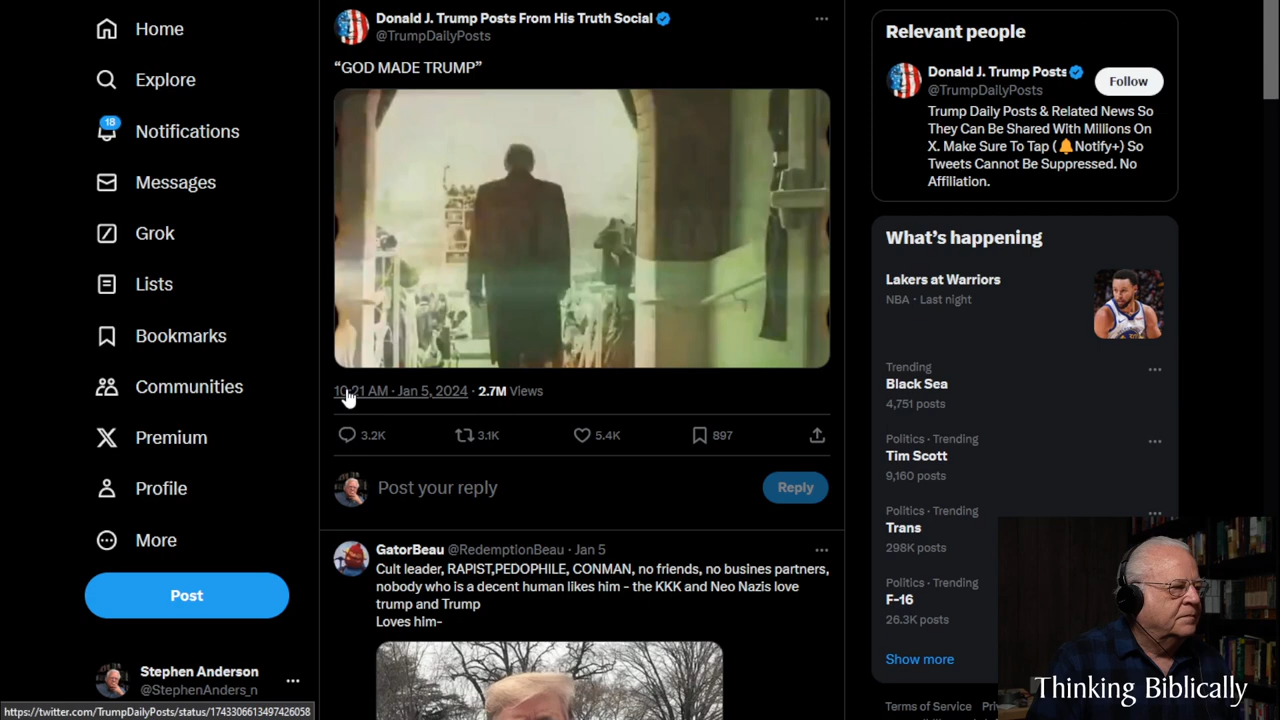 Home
Explore
18
Notifications
Messages
Grok
Lists
Bookmarks
Communities
Premium
Profile
More
Post
Stephen Anderson
@StephenAnders_n
https://twitter.com/TrumpDailyPosts/status/1743306613497426058
Donald J. Trump Posts From His Truth Social
@TrumpDailyPosts
“GOD MADE TRUMP”
10:21 AM · Jan 5, 2024 · 2.7M Views
3.2K 3.1K 5.4K 897
Post your reply
Reply
GatorBeau @RedemptionBeau · Jan 5
Cult leader, RAPIST,PEDOPHILE, CONMAN, no friends, no busines partners,
nobody who is a decent human likes him - the KKK and Neo Nazis love
trump and Trump
Loves him-
Relevant people
Donald J. Trump Posts
@TrumpDailyPosts
Follow
Trump Daily Posts & Related News So
They Can Be Shared With Millions On
X. Make Sure To Tap (🔔Notify+) So
Tweets Cannot Be Suppressed. No
Affiliation.
What’s happening
Lakers at Warriors
NBA · Last night
Trending
Black Sea
4,751 posts
Politics · Trending
Tim Scott
9,160 posts
Politics · Trending
Trans
298K posts
Politics · Trending
F-16
26.3K posts
Show more
Terms of Service
Thinking Biblically